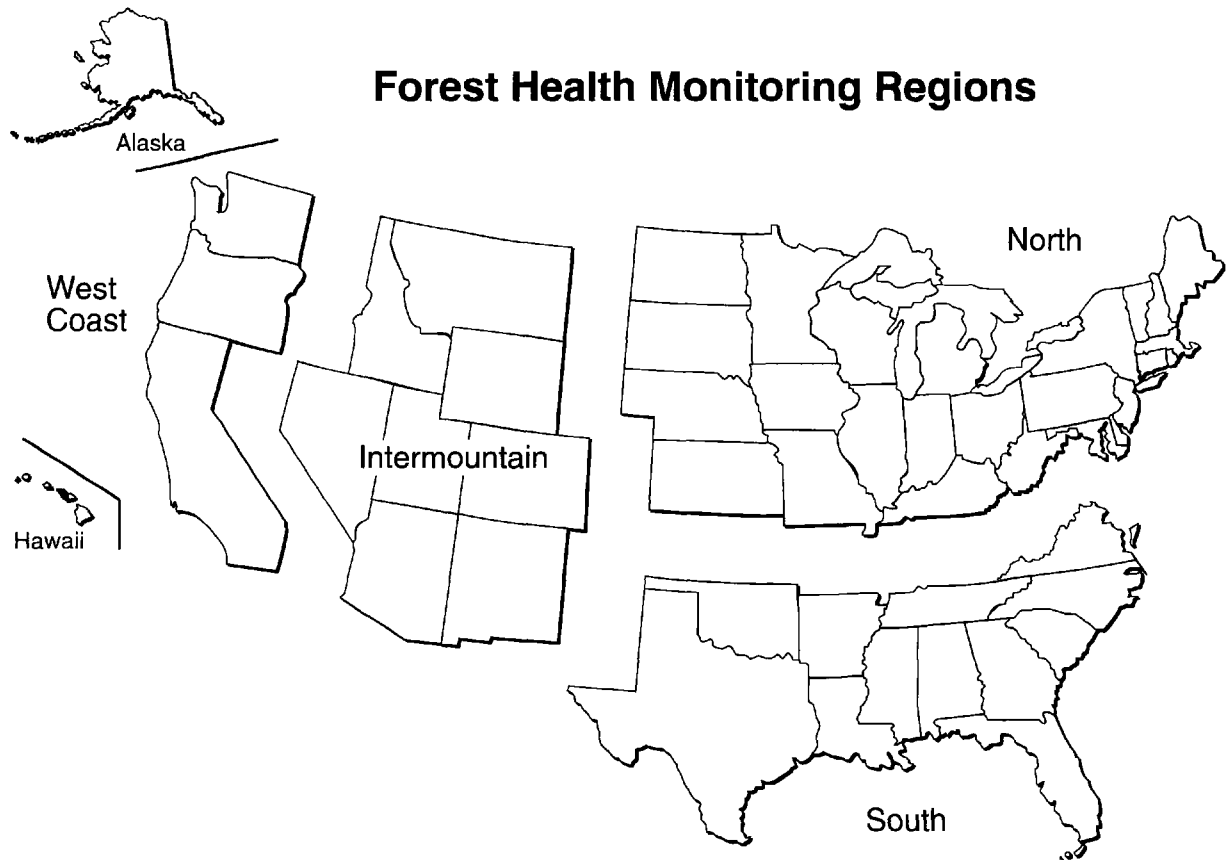 Forest Health Monitoring Regions
Alaska
North
West
Coast
Intermountain
Hawaii
South